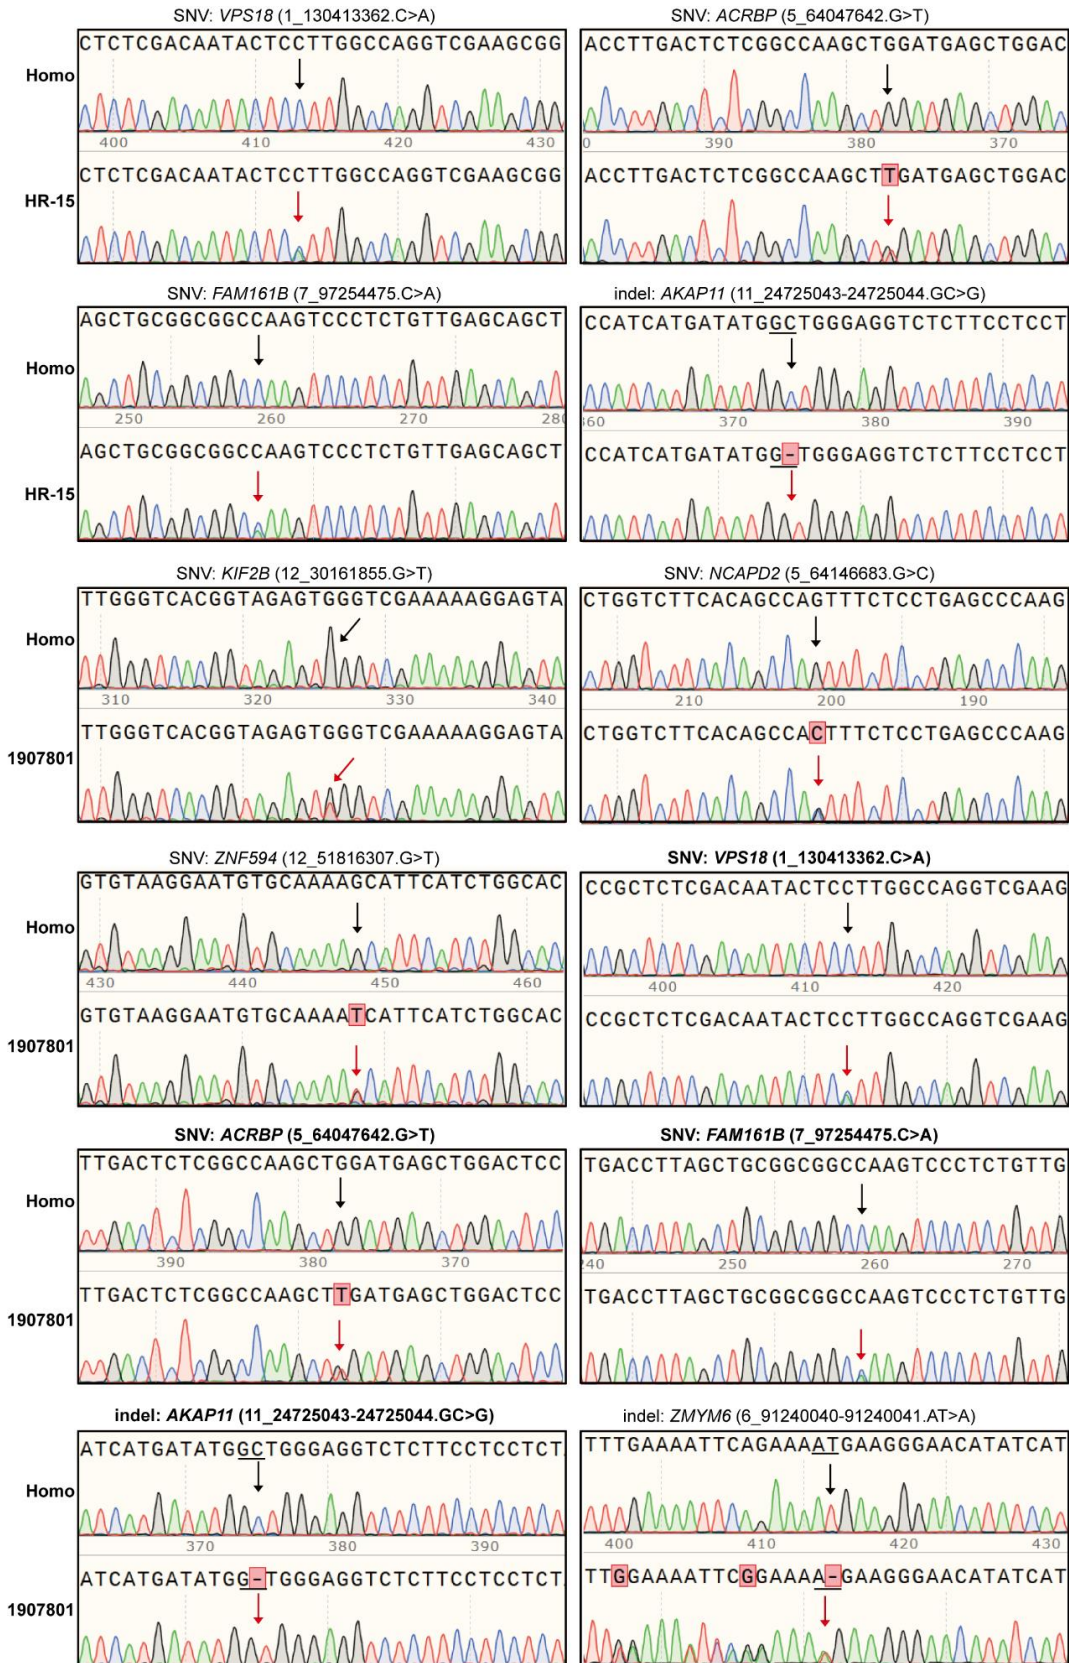 SNV: VPS18 (1_130413362.C>A)
CTCTCGACAATACTCCTTGGCCAGGTCGAAGCGG
Homo
400 410 420 430
CTCTCGACAATACTCCTTGGCCAGGTCGAAGCGG
HR-15
SNV: ACRBP (5_64047642.G>T)
ACCTTGACTCTCGGCCAAGCTGGATGAGCTGGAC
390 380 370
ACCTTGACTCTCGGCCAAGCTTGATGAGCTGGAC
SNV: FAM161B (7_97254475.C>A)
AGCTGCGGCGGCCAAGTCCCTCTGTTGAGCAGCT
Homo
250 260 270 280
AGCTGCGGCGGCCAAGTCCCTCTGTTGAGCAGCT
HR-15
indel: AKAP11 (11_24725043-24725044.GC>G)
CCATCATGATATGGCTGGGAGGTCTCTTCCTCCT
360 370 380 390
CCATCATGATATGG-TGGGAGGTCTCTTCCTCCT
SNV: KIF2B (12_30161855.G>T)
TTGGGTCACGGTAGAGTGGGTCGAAAAAGGAGTA
Homo
310 320 330 340
TTGGGTCACGGTAGAGTGGGTCGAAAAAGGAGTA
1907801
SNV: NCAPD2 (5_64146683.G>C)
CTGGTCTTCACAGCCAGTTTCTCCTGAGCCCAAG
210 200 190
CTGGTCTTCACAGCCACTTTCTCCTGAGCCCAAG
SNV: ZNF594 (12_51816307.G>T)
GTGTAAGGAATGTGCAAAAGCATTCATCTGGCAC
Homo
430 440 450 460
GTGTAAGGAATGTGCAAAATCATTCATCTGGCAC
1907801
SNV: VPS18 (1_130413362.C>A)
CCGCTCTCGACAATACTCCTTGGCCAGGTCGAAG
400 410 420
CCGCTCTCGACAATACTCCTTGGCCAGGTCGAAG
SNV: ACRBP (5_64047642.G>T)
TTGACTCTCGGCCAAGCTGGATGAGCTGGACTCC
Homo
390 380 370
TTGACTCTCGGCCAAGCTTGATGAGCTGGACTCC
1907801
SNV: FAM161B (7_97254475.C>A)
TGACCTTAGCTGCGGCGGCCAAGTCCCTCTGTTG
240 250 260 270
TGACCTTAGCTGCGGCGGCCAAGTCCCTCTGTTG
indel: AKAP11 (11_24725043-24725044.GC>G)
ATCATGATATGGCTGGGAGGTCTCTTCCTCCTCT
Homo
370 380 390
ATCATGATATGG-TGGGAGGTCTCTTCCTCCTCT
1907801
indel: ZMYM6 (6_91240040-91240041.AT>A)
TTTGAAAATTCAGAAAATGAAGGGAACATATCAT
400 410 420 430
TTGGAAAATTCGGAAAA-GAAGGGAACATATCAT